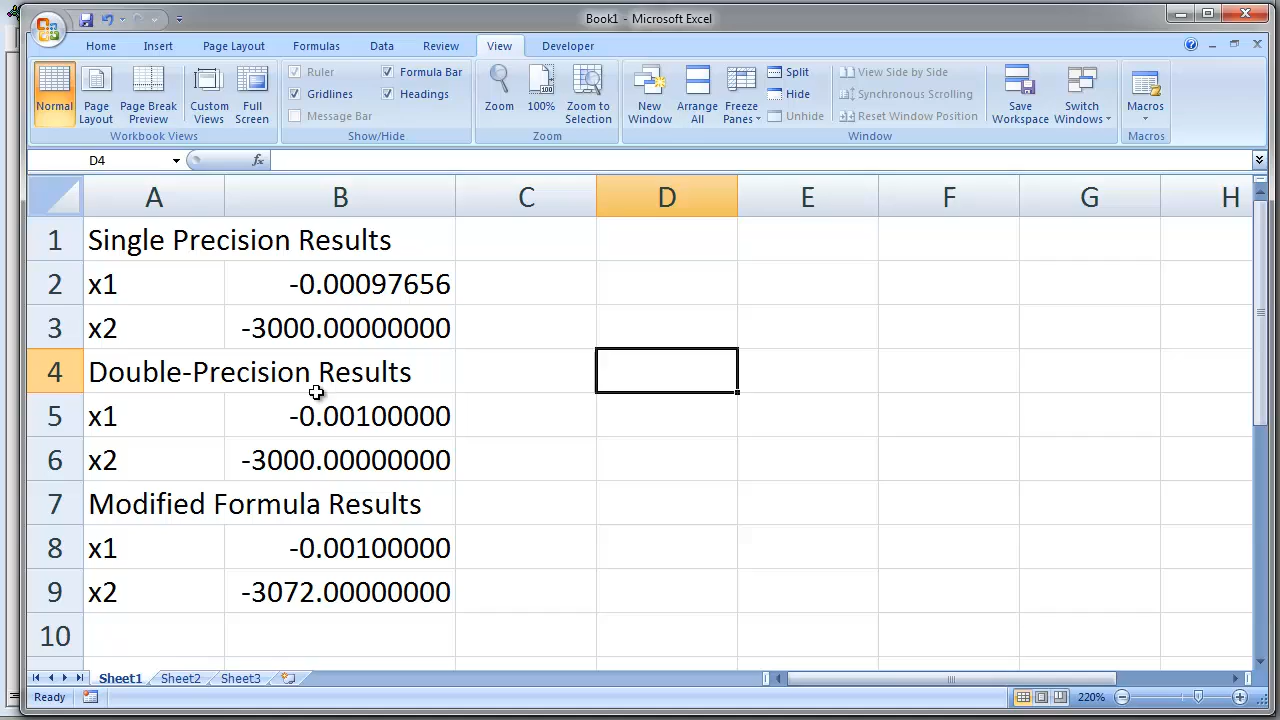 Book1 - Microsoft Excel
Home Insert Page Layout Formulas Data Review View Developer
Normal Page Layout Page Break Preview Custom Views Full Screen
Workbook Views
Ruler Formula Bar
Gridlines Headings
Message Bar
Show/Hide
Zoom 100% Zoom to Selection
Zoom
New Window Arrange All Freeze Panes
Split
Hide
Unhide
View Side by Side
Synchronous Scrolling
Reset Window Position
Window
Save Workspace Switch Windows
Macros
Macros
D4 fx
A B C D E F G H
1 Single Precision Results
2 x1 -0.00097656
3 x2 -3000.00000000
4 Double-Precision Results
5 x1 -0.00100000
6 x2 -3000.00000000
7 Modified Formula Results
8 x1 -0.00100000
9 x2 -3072.00000000
10
Sheet1 Sheet2 Sheet3
Ready 220%